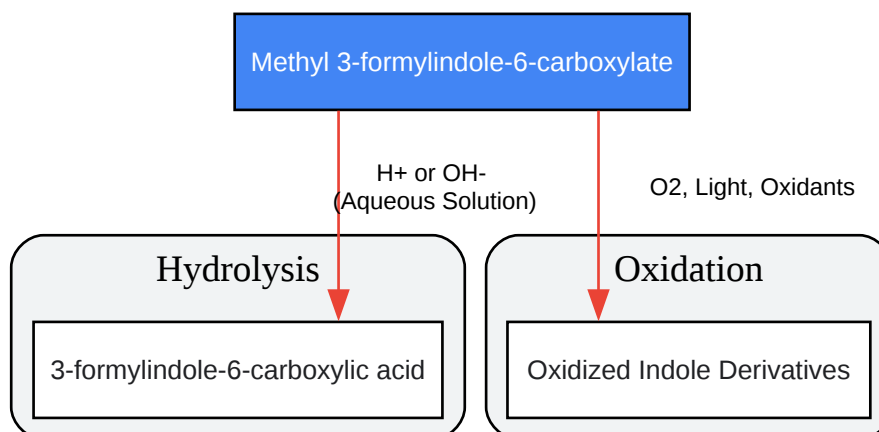 Methyl 3-formylindole-6-carboxylate
H+ or OH-
(Aqueous Solution)
O2, Light, Oxidants
Hydrolysis
Oxidation
3-formylindole-6-carboxylic acid
Oxidized Indole Derivatives